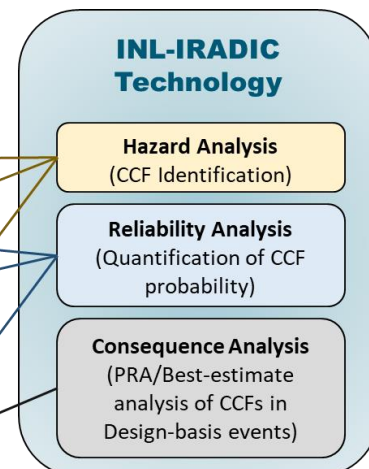 INL-IRADIC
Technology
Hazard Analysis
(CCF Identification)
Reliability Analysis
(Quantification of CCF
probability)
Consequence Analysis
(PRA/Best-estimate
analysis of CCFs in
Design-basis events)